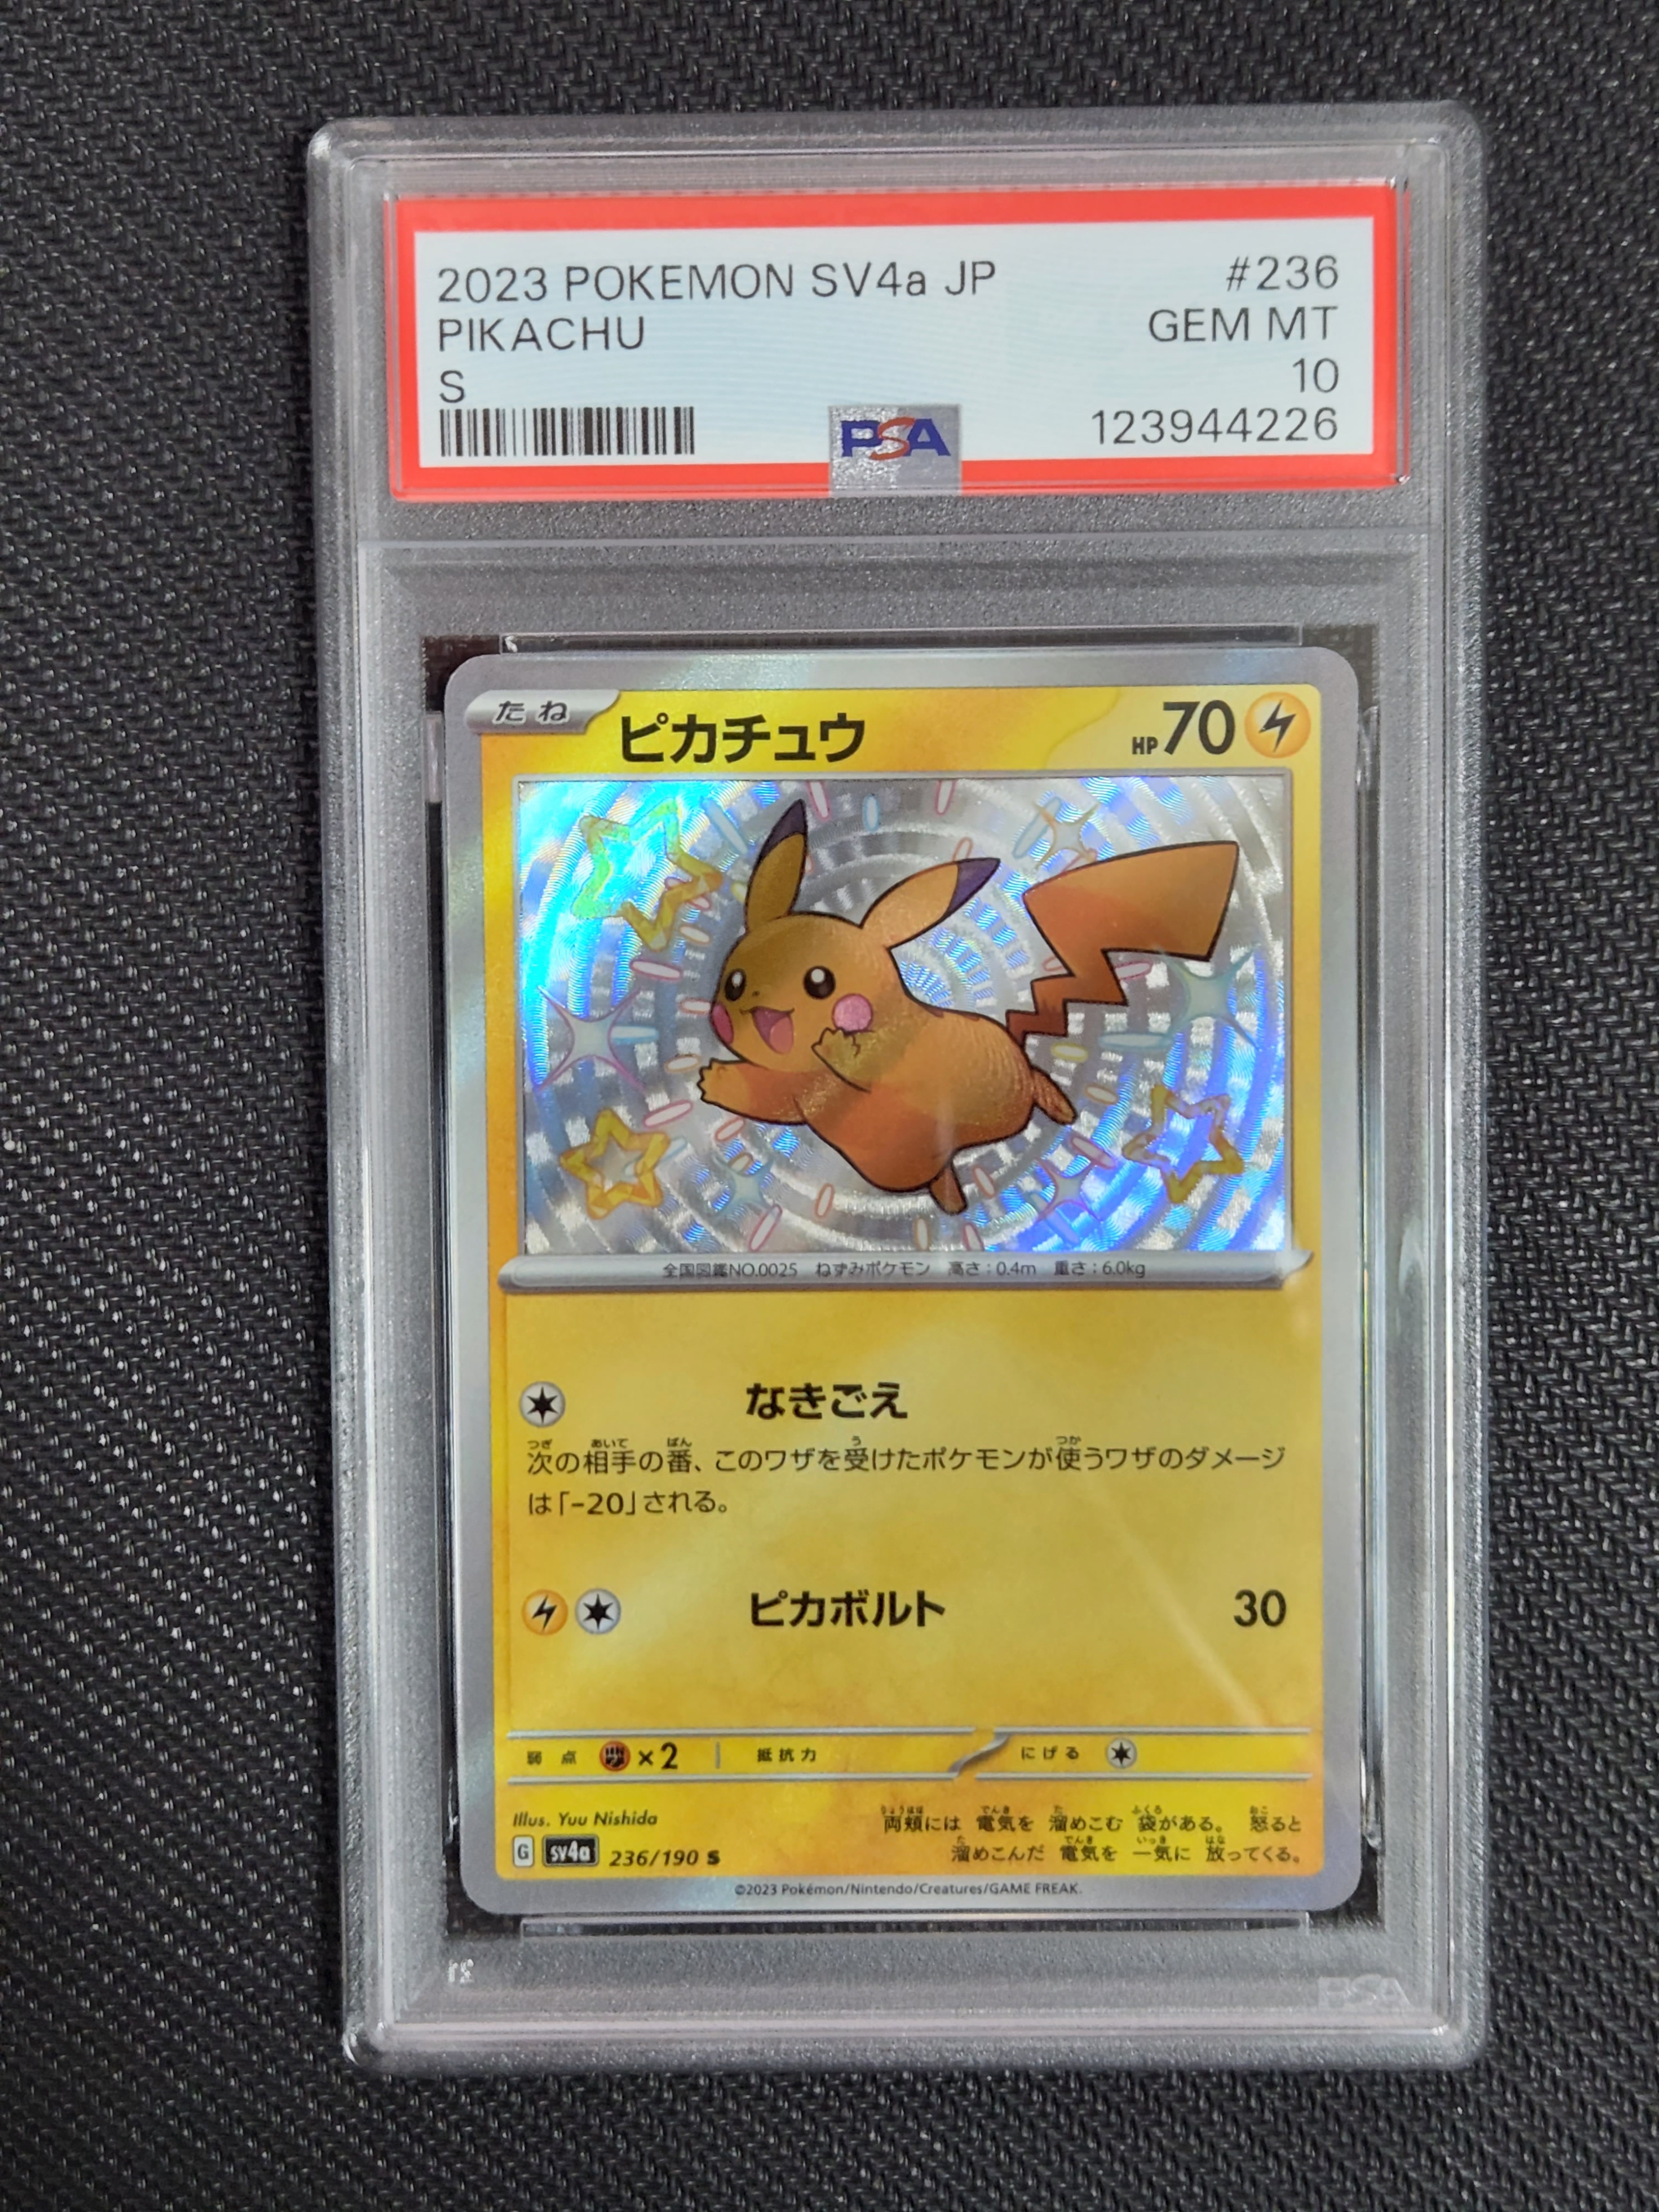 2023 POKEMON SV4a JP #236
PIKACHU GEM MT
S 10
PSA 123944226
たね ピカチュウ HP70
全国図鑑NO.0025 ねずみポケモン 高さ:0.4m 重さ:6.0kg
なきごえ
次の相手の番、このワザを受けたポケモンが使うワザのダメージ
は「-20」される。
ピカボルト 30
弱点 ×2 抵抗力 にげる
Illus. Yuu Nishida
両頬には 電気を 溜めこむ 袋がある。 怒ると
溜めこんだ 電気を 一気に 放ってくる。
G sv4a 236/190 S
©2023 Pokémon/Nintendo/Creatures/GAME FREAK.
PSA